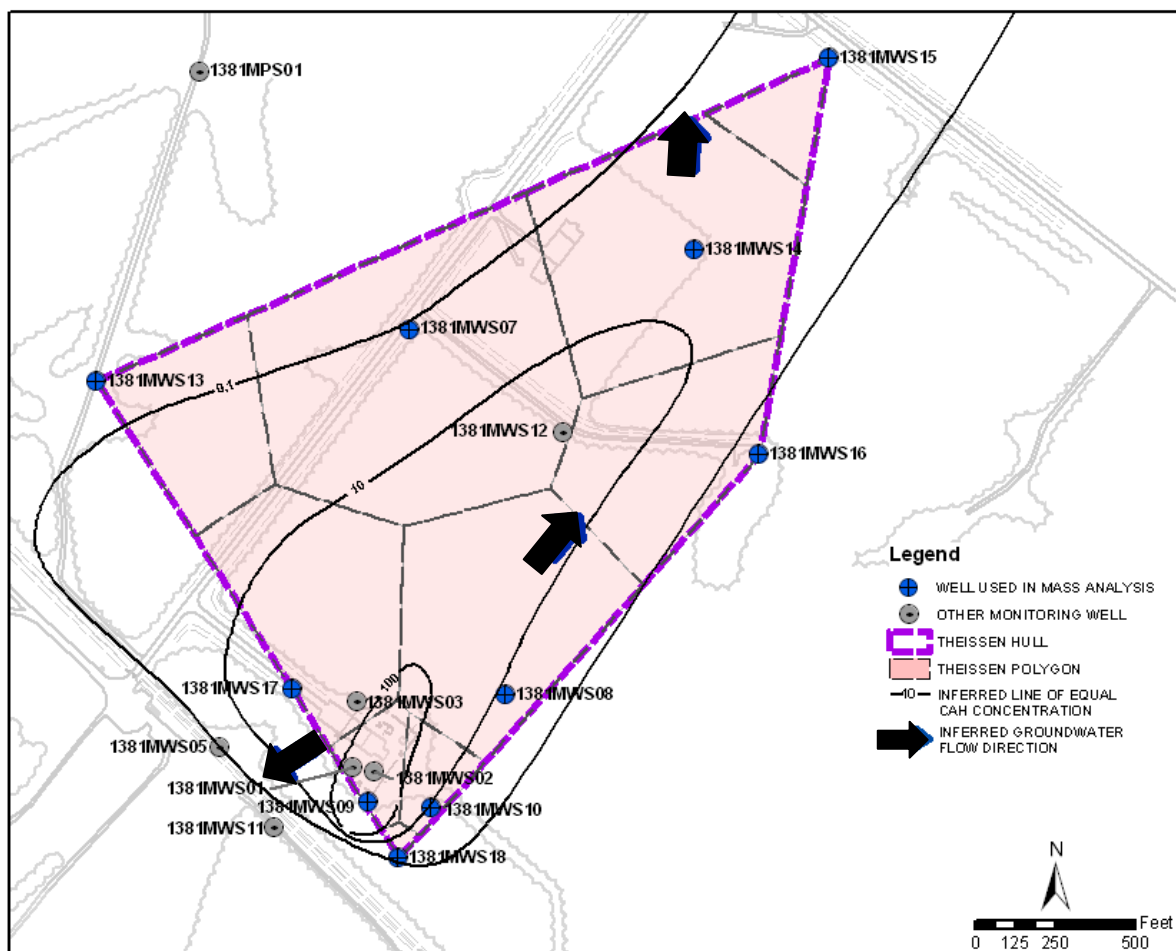 1381MPS01
1381MWS15
1381MWS14
1381MWS07
1381MWS13
0.1
1381MWS12
1381MWS16
10
Legend
WELL USED IN MASS ANALYSIS
OTHER MONITORING WELL
THEISSEN HULL
THEISSEN POLYGON
10
INFERRED LINE OF EQUAL
CAH CONCENTRATION
INFERRED GROUNDWATER
FLOW DIRECTION
1381MWS17
100
1381MWS03
1381MWS08
1381MWS05
1381MWS01
1381MWS02
1381MWS09
1381MWS10
1381MWS11
1381MWS18
N
Feet
0 125 250 500